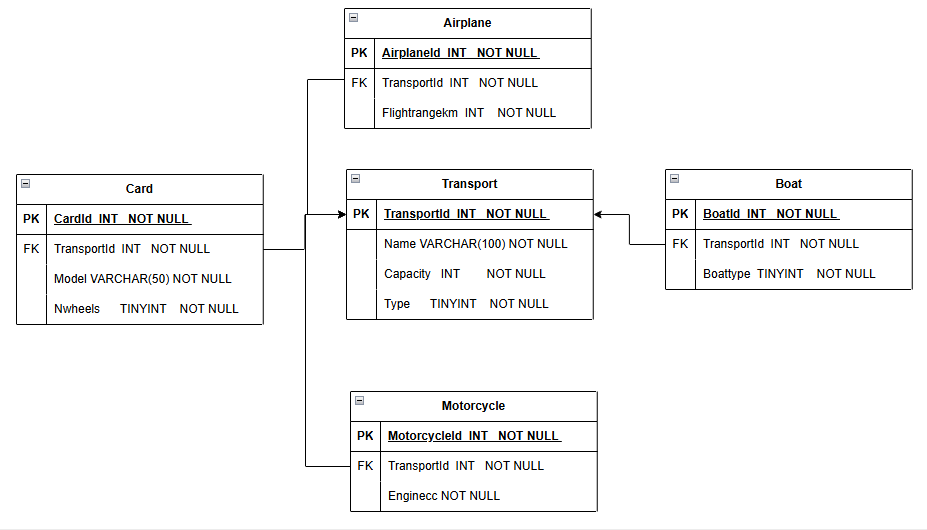 Airplane
PK AirplaneId INT NOT NULL
FK TransportId INT NOT NULL
Flightrangekm INT NOT NULL
Card
PK CardId INT NOT NULL
FK TransportId INT NOT NULL
Model VARCHAR(50) NOT NULL
Nwheels TINYINT NOT NULL
Transport
PK TransportId INT NOT NULL
Name VARCHAR(100) NOT NULL
Capacity INT NOT NULL
Type TINYINT NOT NULL
Boat
PK BoatId INT NOT NULL
FK TransportId INT NOT NULL
Boattype TINYINT NOT NULL
Motorcycle
PK MotorcycleId INT NOT NULL
FK TransportId INT NOT NULL
Enginecc NOT NULL